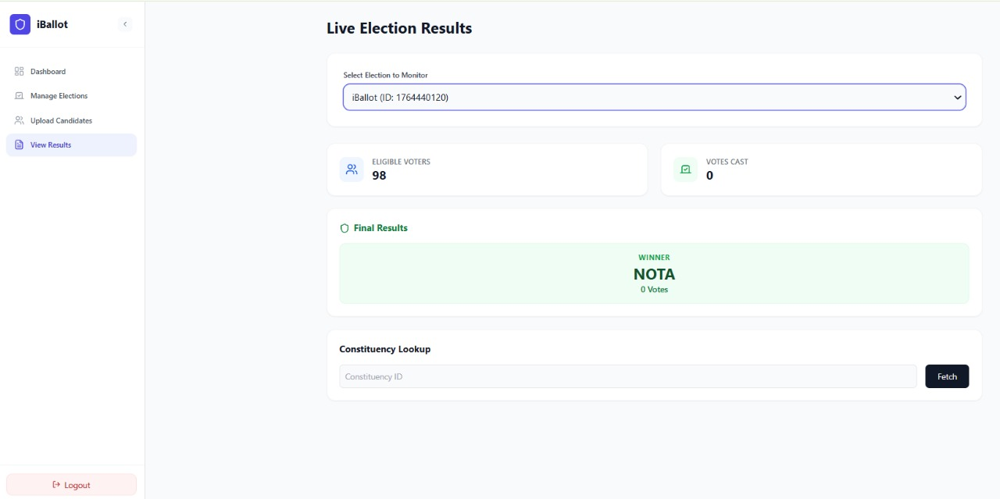 iBallot
Dashboard
Manage Elections
Upload Candidates
View Results
Logout
Live Election Results
Select Election to Monitor
iBallot (ID: 1764440120)
ELIGIBLE VOTERS
98
VOTES CAST
0
Final Results
WINNER
NOTA
0 Votes
Constituency Lookup
Constituency ID
Fetch